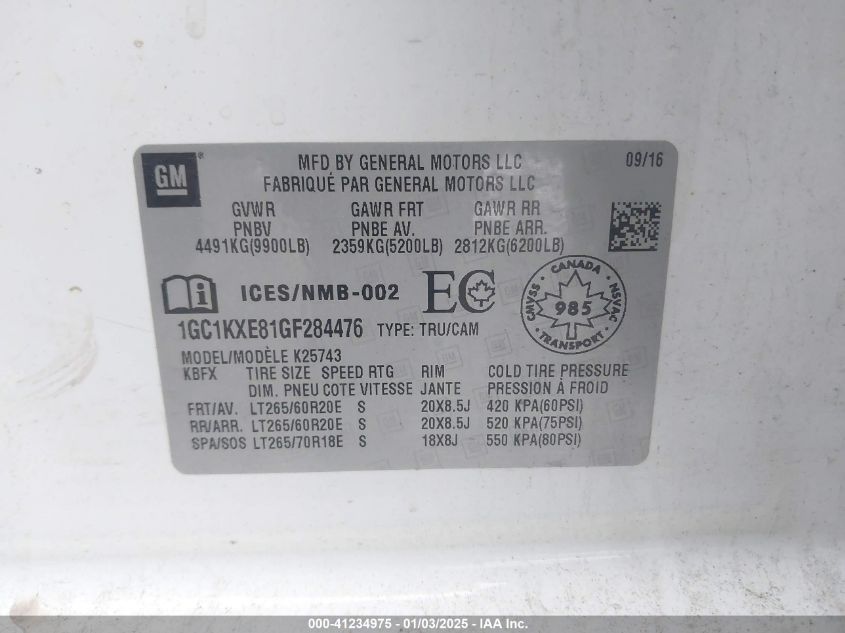 GM
MFD BY GENERAL MOTORS LLC 09/16
FABRIQUÉ PAR GENERAL MOTORS LLC
GVWR GAWR FRT GAWR RR
PNBV PNBE AV. PNBE ARR.
4491KG(9900LB) 2359KG(5200LB) 2812KG(6200LB)
ICES/NMB-002 EC
CANADA CMVSS NSVAC 985 TRANSPORT
1GC1KXE81GF284476 TYPE: TRU/CAM
MODEL/MODÈLE K25743
KBFX TIRE SIZE SPEED RTG RIM COLD TIRE PRESSURE
DIM. PNEU COTE VITESSE JANTE PRESSION À FROID
FRT/AV. LT265/60R20E S 20X8.5J 420 KPA(60PSI)
RR/ARR. LT265/60R20E S 20X8.5J 520 KPA(75PSI)
SPA/SOS LT265/70R18E S 18X8J 550 KPA(80PSI)
000-41234975 - 01/03/2025 - IAA Inc.